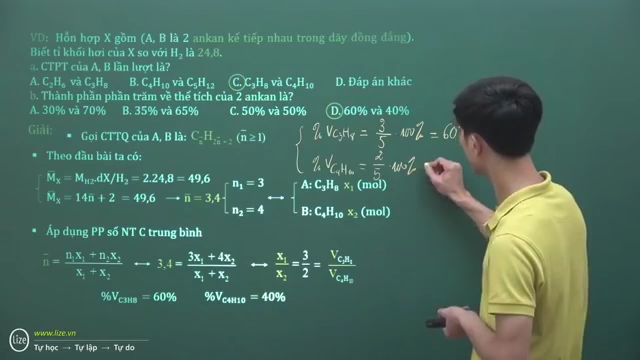 VD: Hỗn hợp X gồm (A, B là 2 ankan kế tiếp nhau trong dãy đồng đẳng).
Biết tỉ khối hơi của X so với H₂ là 24,8.
a. CTPT của A, B lần lượt là?
A. C₂H₆ và C₃H₈ B. C₄H₁₀ và C₅H₁₂ C. C₃H₈ và C₄H₁₀ D. Đáp án khác
b. Thành phần phần trăm về thể tích của 2 ankan là?
A. 30% và 70% B. 35% và 65% C. 50% và 50% D. 60% và 40%
Giải:
▪ Gọi CTTQ của A, B là: Cn̄H2n̄+2 (n̄ ≥ 1)
% V C₃H₈ = 3/5 . 100% = 60
% V C₄H₁₀ = 2/5 . 100%
▪ Theo đầu bài ta có:
M̄X = MH2.dX/H₂ = 2.24,8 = 49,6
M̄X = 14n̄ + 2 = 49,6 → n̄ = 3,4
n₁ = 3
n₂ = 4
↔
A: C₃H₈ x₁ (mol)
B: C₄H₁₀ x₂ (mol)
▪ Áp dụng PP số NT C trung bình
n̄ = (n₁x₁ + n₂x₂)/(x₁ + x₂) ↔ 3,4 = (3x₁ + 4x₂)/(x₁ + x₂) ↔ x₁/x₂ = 3/2 =
%VC3H8 = 60% %VC4H10 = 40%
Lize
www.lize.vn
Tự học → Tự lập → Tự do